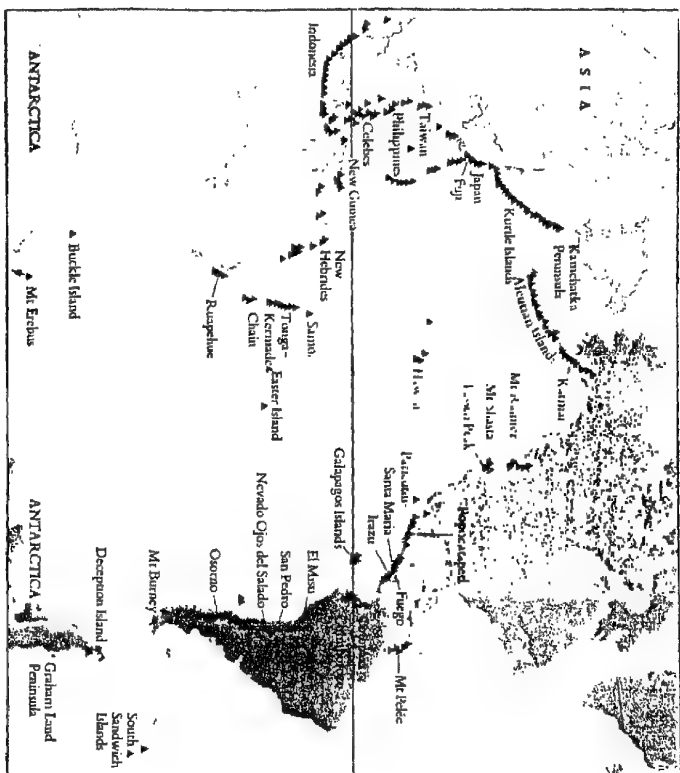 ASIA
Kamchatka
Peninsula
Kurile Islands
Aleutian Island
Katmai
Japan
Fuji
Taiwan
Philippines
Celebes
Indonesia
New Guinea
New
Hebrides
Samo.
Tonga-
Kermadec
Chain
Ruapehue
Easter Island
Mt Shasta
Santa Maria
Irazu
Fuego
Mt Pelée
Galapagos Islands
El Misti
San Pedro
Nevado Ojos del Salado
Osorno
Mt Burney
Deception Island
South
Sandwich
Islands
Graham Land
Peninsula
ANTARCTICA
ANTARCTICA
Buckle Island
Mt Erebus